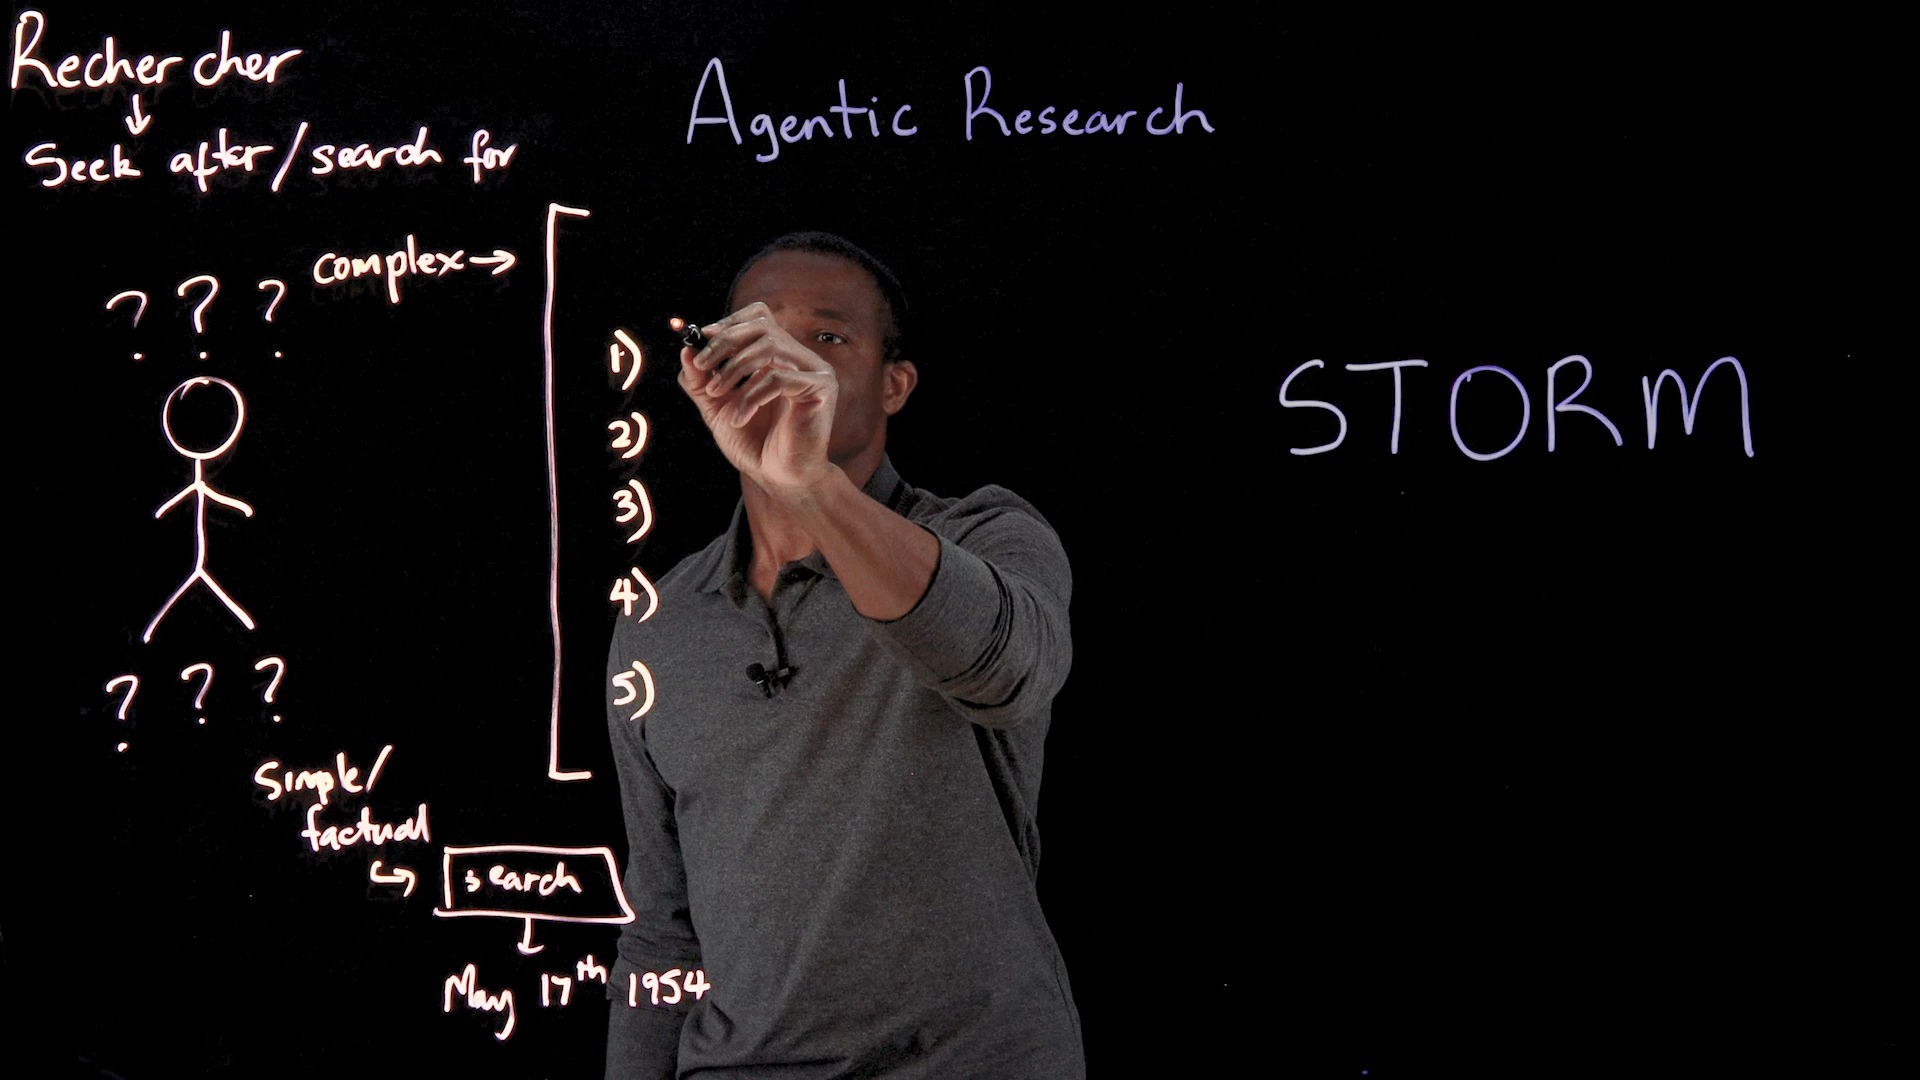 Rechercher
↓
Seek after/search for
Agentic Research
complex →
? ? ?
1)
2)
3)
4)
5)
STORM
? ? ?
Simple/
factual
↪
search
↓
May 17th 1954